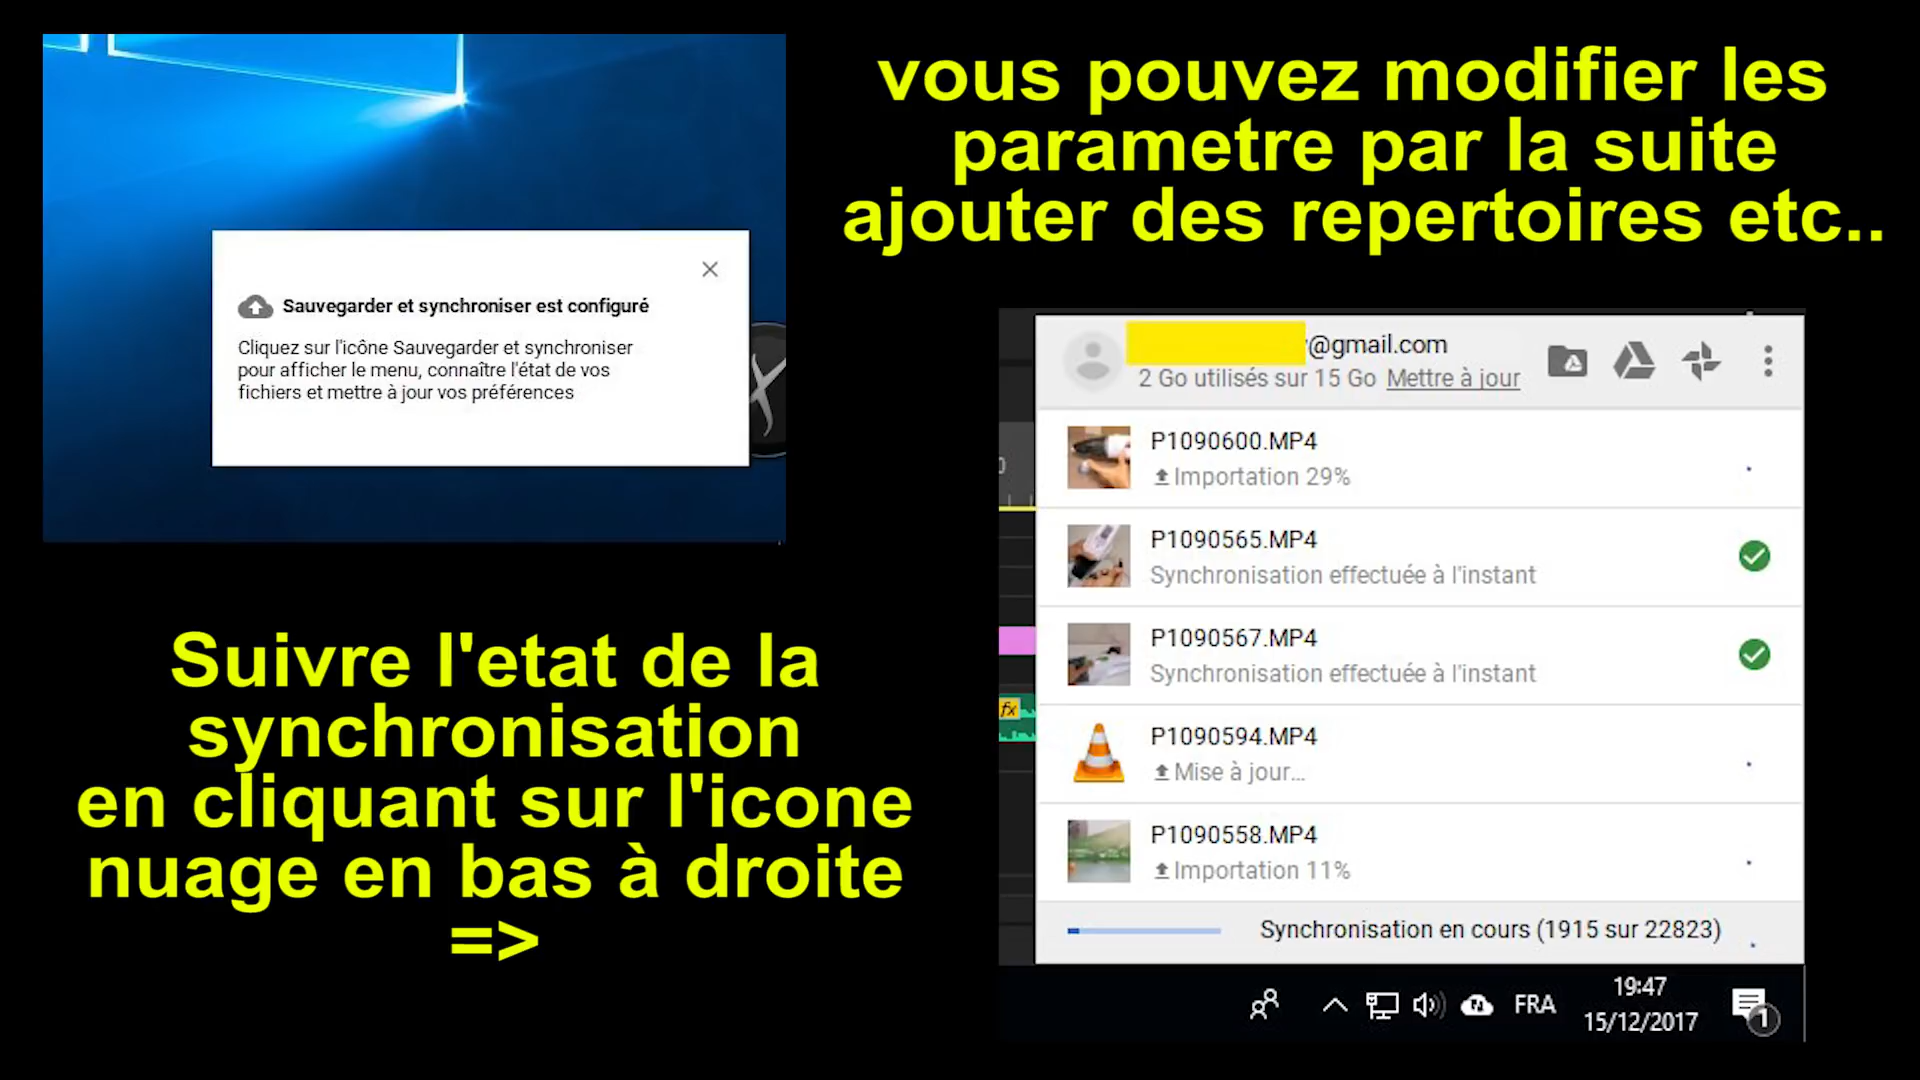 vous pouvez modifier les
parametre par la suite
ajouter des repertoires etc..
Sauvegarder et synchroniser est configuré
Cliquez sur l'icône Sauvegarder et synchroniser
pour afficher le menu, connaître l'état de vos
fichiers et mettre à jour vos préférences
Suivre l'etat de la
synchronisation
en cliquant sur l'icone
nuage en bas à droite
=>
@gmail.com
2 Go utilisés sur 15 Go Mettre à jour
P1090600.MP4
Importation 29%
P1090565.MP4
Synchronisation effectuée à l'instant
P1090567.MP4
Synchronisation effectuée à l'instant
fx
P1090594.MP4
Mise à jour...
P1090558.MP4
Importation 11%
Synchronisation en cours (1915 sur 22823)
FRA
19:47
15/12/2017
1